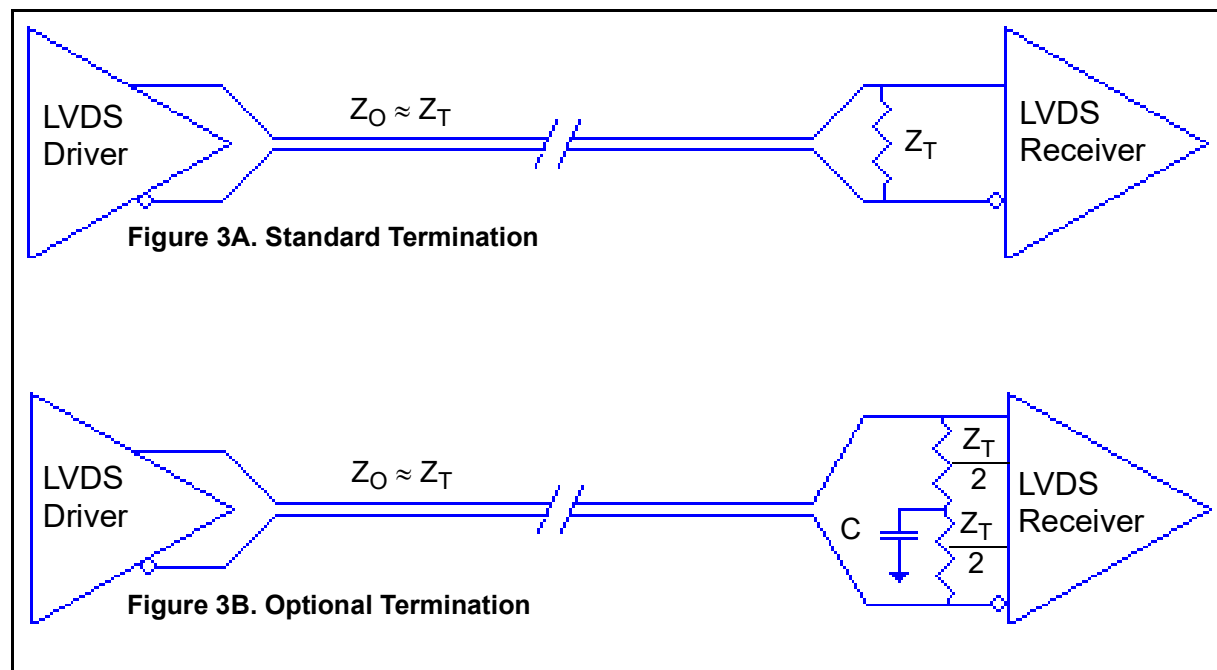 LVDS
Driver
Z_O ≈ Z_T
Z_T
LVDS
Receiver
Figure 3A. Standard Termination
LVDS
Driver
Z_O ≈ Z_T
C
Z_T
2
Z_T
2
LVDS
Receiver
Figure 3B. Optional Termination